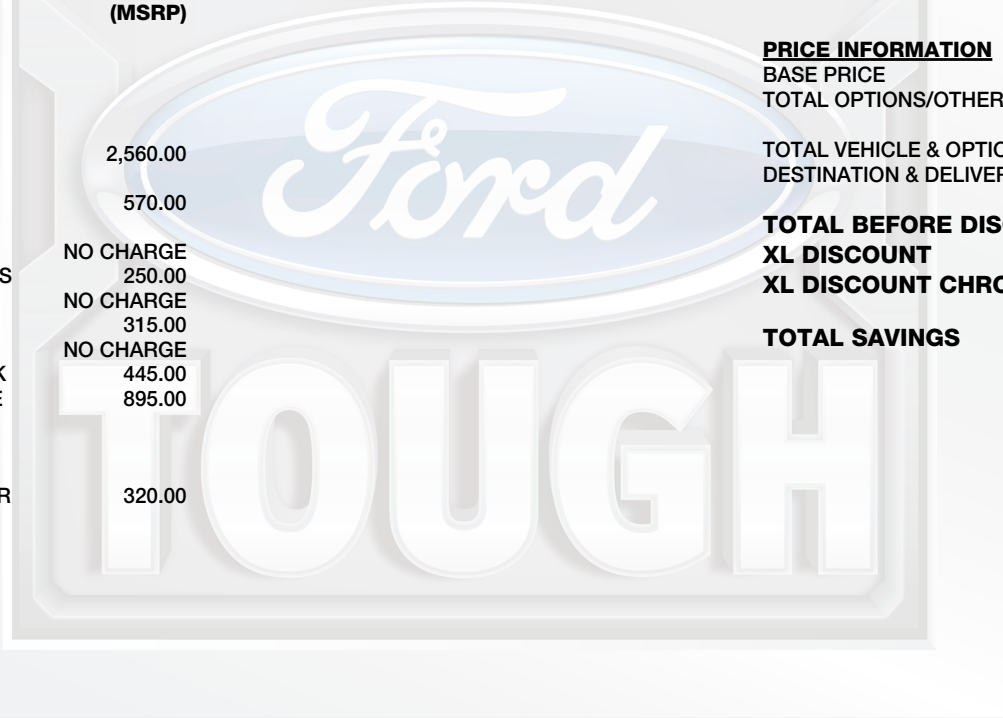 (MSRP)
2,560.00
570.00
NO CHARGE
S 250.00
NO CHARGE
315.00
NO CHARGE
K 445.00
E 895.00
R 320.00
PRICE INFORMATION
BASE PRICE
TOTAL OPTIONS/OTHER
TOTAL VEHICLE & OPTIO
DESTINATION & DELIVER
TOTAL BEFORE DISC
XL DISCOUNT
XL DISCOUNT CHRO
TOTAL SAVINGS
Ford
TOUGH